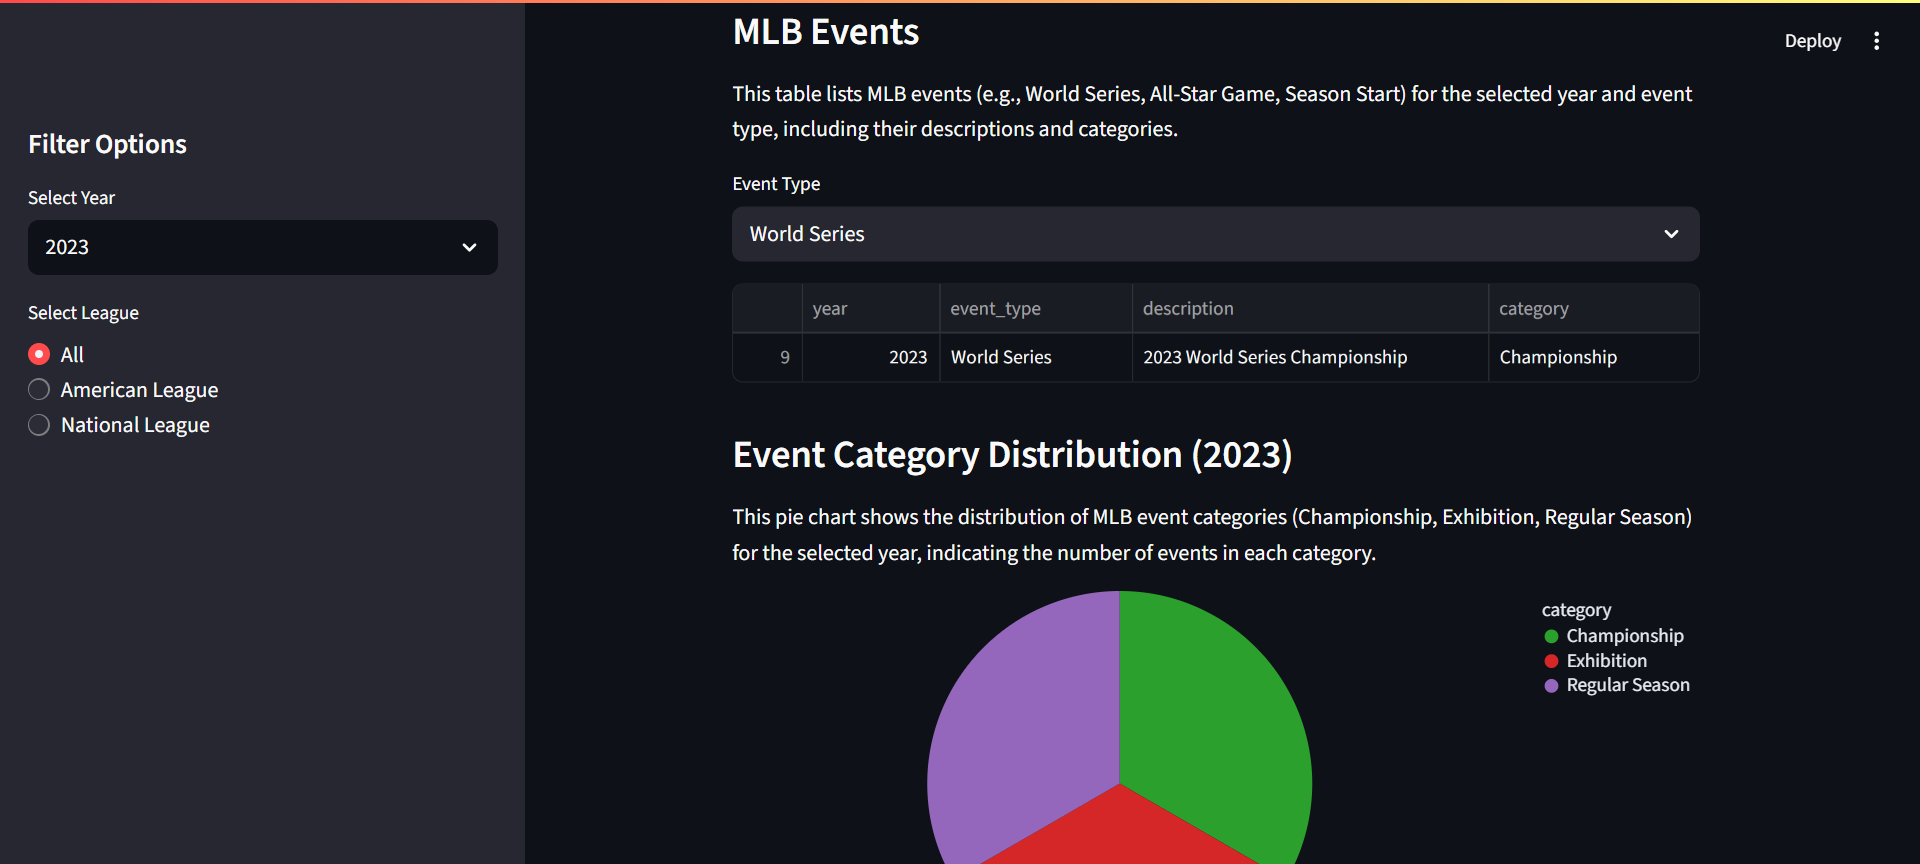 MLB Events
Deploy
This table lists MLB events (e.g., World Series, All-Star Game, Season Start) for the selected year and event
type, including their descriptions and categories.
Filter Options
Select Year
2023
Select League
All
American League
National League
Event Type
World Series
year event_type description category
9 2023 World Series 2023 World Series Championship Championship
Event Category Distribution (2023)
This pie chart shows the distribution of MLB event categories (Championship, Exhibition, Regular Season)
for the selected year, indicating the number of events in each category.
category
Championship
Exhibition
Regular Season